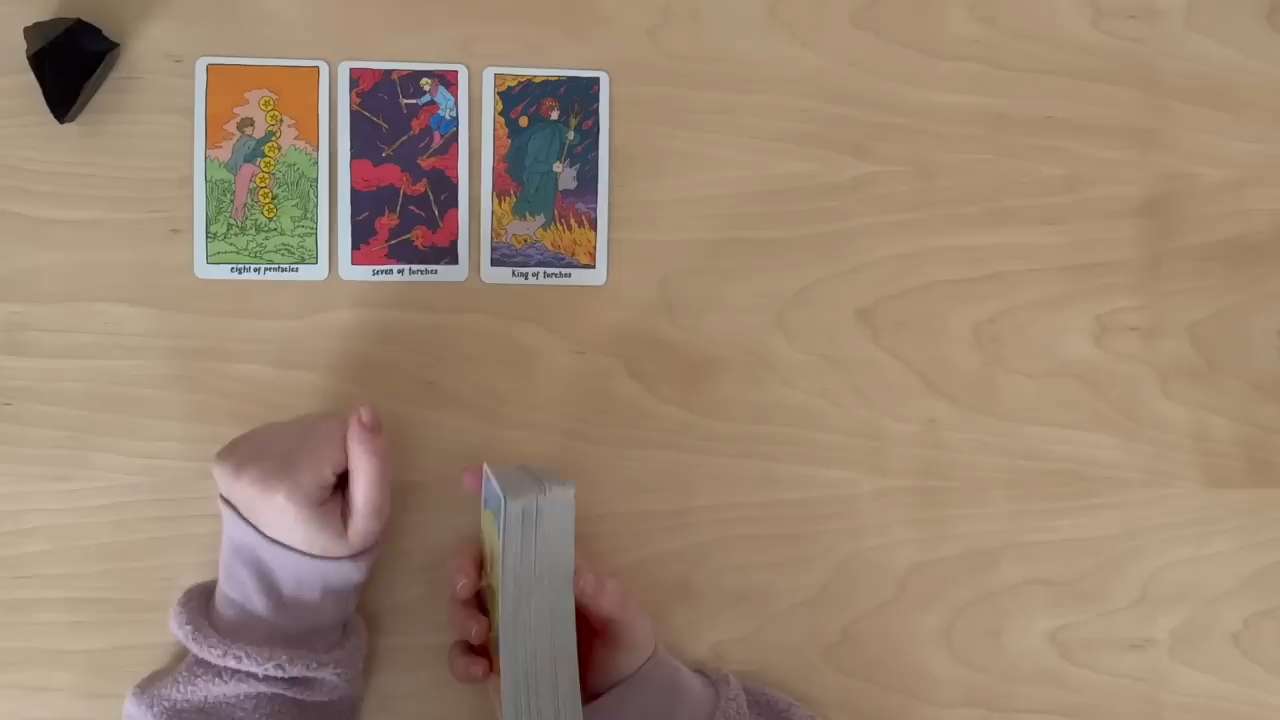 eight of pentacles
seven of torches
King of torches